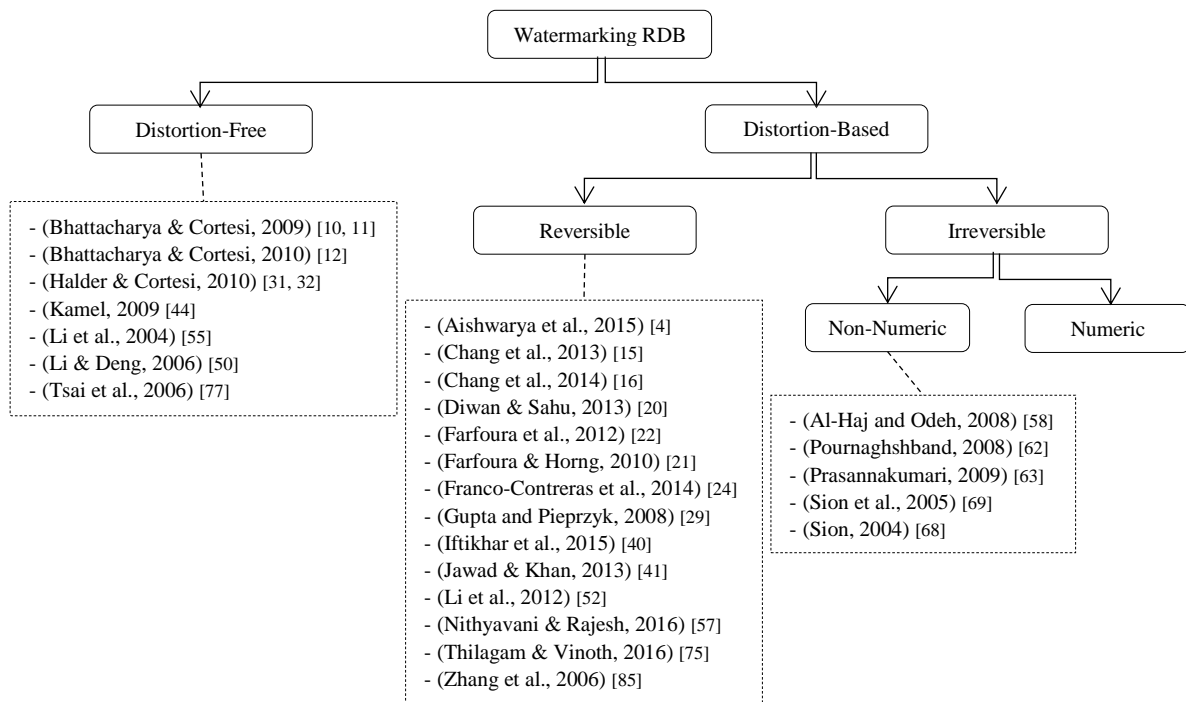 Watermarking RDB
Distortion-Free
Distortion-Based
Reversible
Irreversible
Non-Numeric
Numeric
- (Bhattacharya & Cortesi, 2009) [10, 11]
- (Bhattacharya & Cortesi, 2010) [12]
- (Halder & Cortesi, 2010) [31, 32]
- (Kamel, 2009 [44]
- (Li et al., 2004) [55]
- (Li & Deng, 2006) [50]
- (Tsai et al., 2006) [77]
- (Aishwarya et al., 2015) [4]
- (Chang et al., 2013) [15]
- (Chang et al., 2014) [16]
- (Diwan & Sahu, 2013) [20]
- (Farfoura et al., 2012) [22]
- (Farfoura & Horng, 2010) [21]
- (Franco-Contreras et al., 2014) [24]
- (Gupta and Pieprzyk, 2008) [29]
- (Iftikhar et al., 2015) [40]
- (Jawad & Khan, 2013) [41]
- (Li et al., 2012) [52]
- (Nithyavani & Rajesh, 2016) [57]
- (Thilagam & Vinoth, 2016) [75]
- (Zhang et al., 2006) [85]
- (Al-Haj and Odeh, 2008) [58]
- (Pournaghshband, 2008) [62]
- (Prasannakumari, 2009) [63]
- (Sion et al., 2005) [69]
- (Sion, 2004) [68]